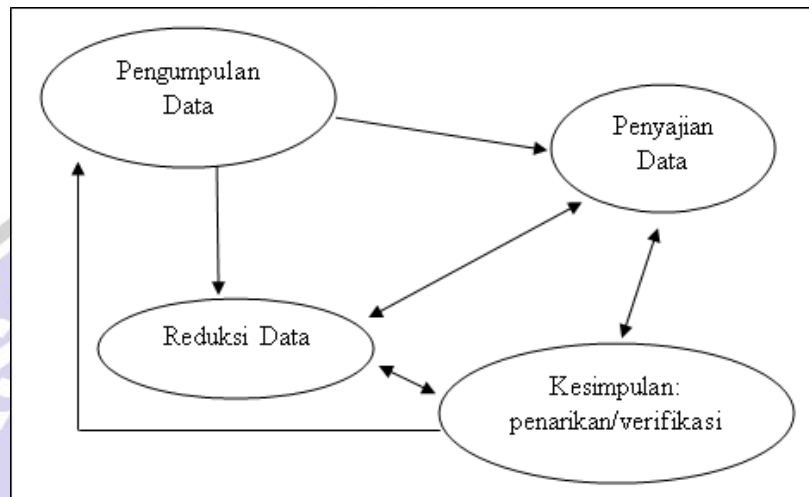 Pengumpulan
Data
Penyajian
Data
Reduksi Data
Kesimpulan:
penarikan/verifikasi